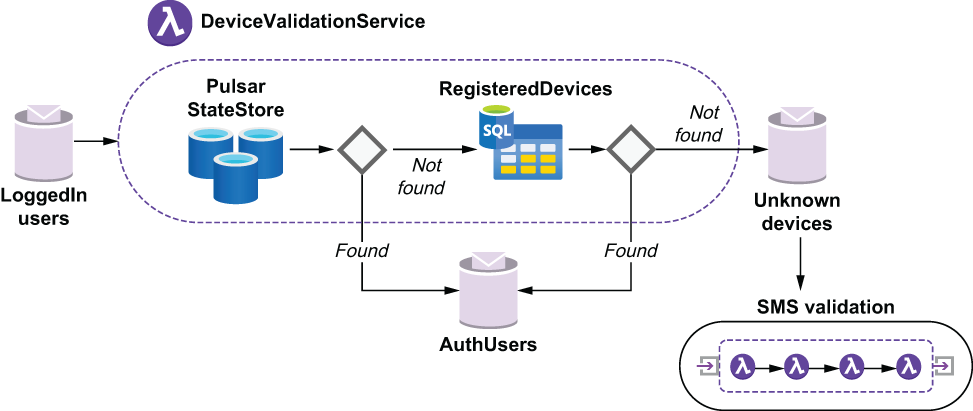 DeviceValidationService
Pulsar
StateStore
RegisteredDevices
SQL
Not
found
Not
found
LoggedIn
users
Unknown
devices
Found
Found
AuthUsers
SMS validation
λ
λ
λ
λ
λ